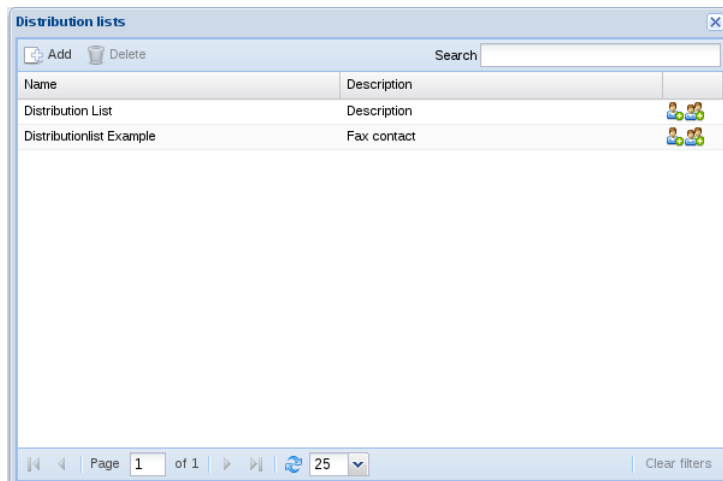 Distribution lists
Add Delete Search
Name Description
Distribution List Description
Distributionlist Example Fax contact
Page 1 of 1 25 Clear filters